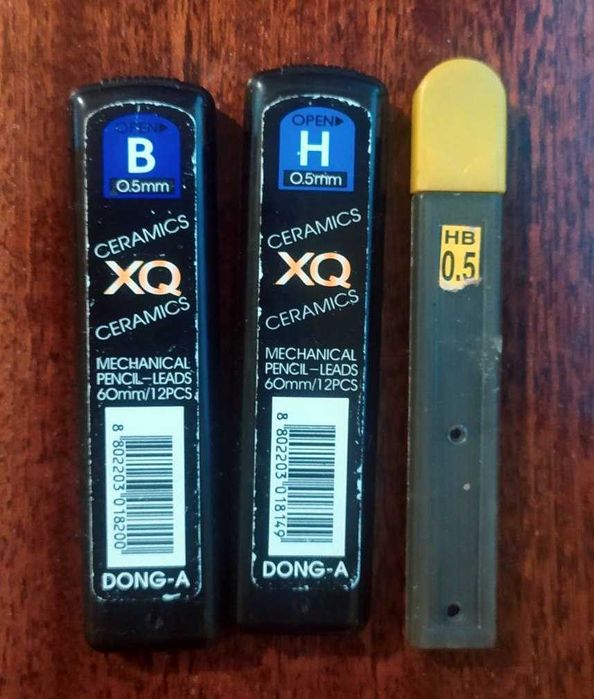 OPEN
B
0.5mm
CERAMICS
XQ
CERAMICS
MECHANICAL
PENCIL-LEADS
60mm/12PCS
8 802203 018200
DONG-A
OPEN
H
0.5mm
CERAMICS
XQ
CERAMICS
MECHANICAL
PENCIL-LEADS
60mm/12PCS
8 802203 018149
DONG-A
HB
0.5